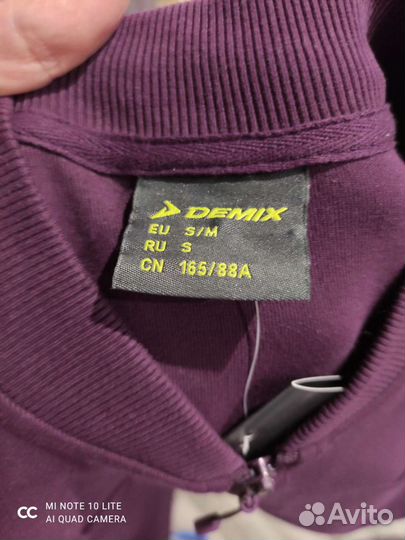 DEMIX
EU S/M
RU S
CN 165/88A
MI NOTE 10 LITE
AI QUAD CAMERA
Avito